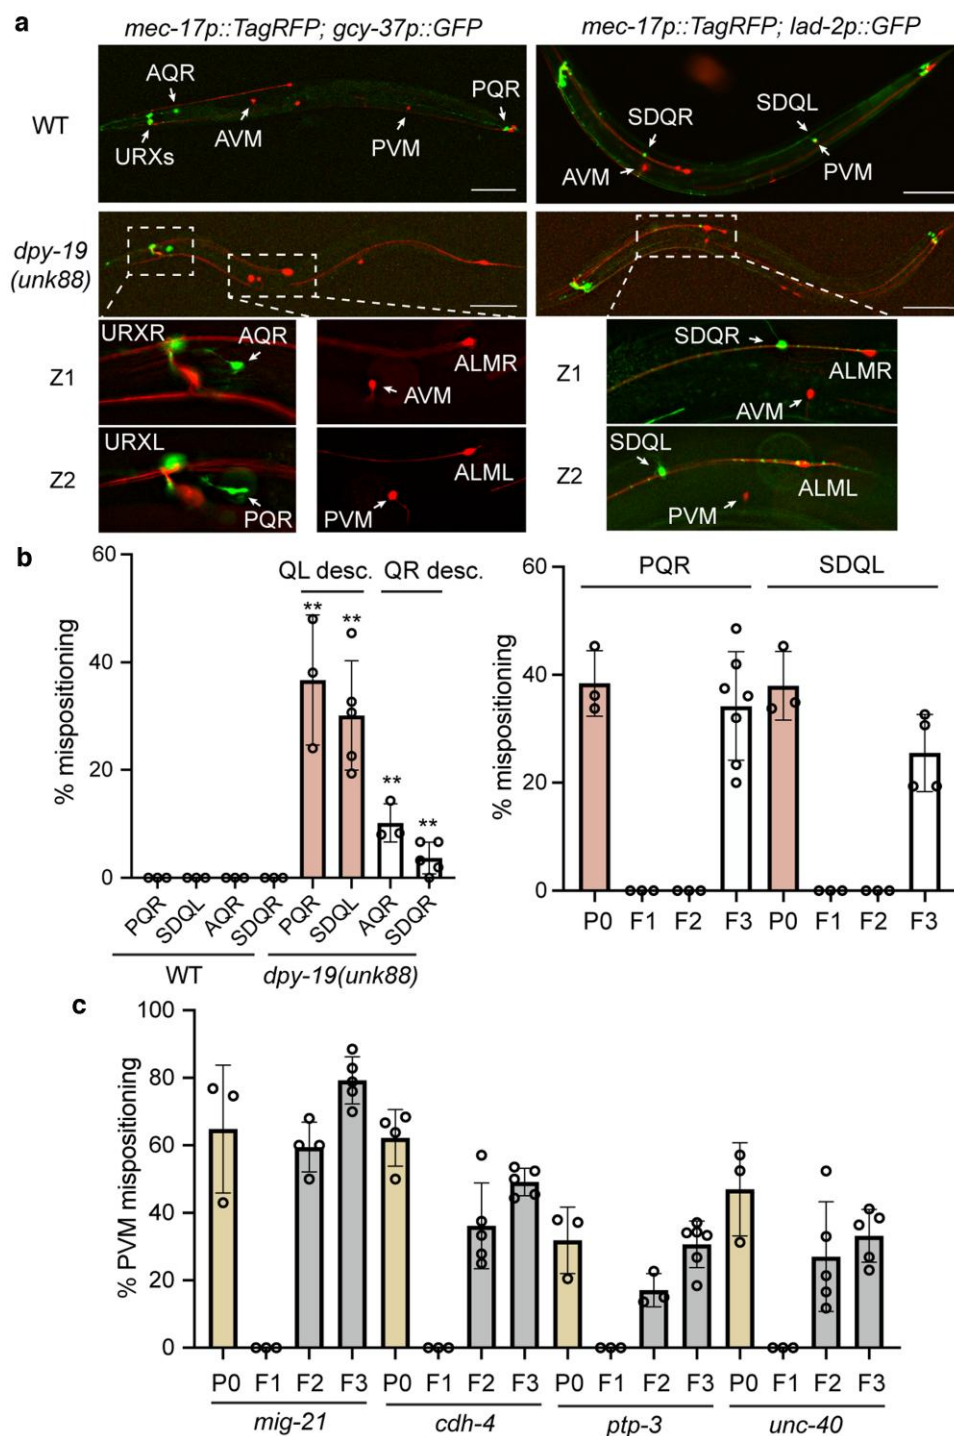 a
mec-17p::TagRFP; gcy-37p::GFP
mec-17p::TagRFP; lad-2p::GFP
WT
AQR
URXs
AVM
PVM
PQR
SDQR
AVM
SDQL
PVM
dpy-19
(unk88)
Z1
URXR
AQR
AVM
ALMR
Z1
SDQR
AVM
ALMR
Z2
URXL
PQR
PVM
ALML
Z2
SDQL
PVM
ALML
b
% mispositioning
60
40
20
0
QL desc. QR desc.
** ** ** **
PQR SDQL AQR SDQR PQR SDQL AQR SDQR
WT dpy-19(unk88)
% mispositioning
60
40
20
0
PQR SDQL
P0 F1 F2 F3 P0 F1 F2 F3
c
% PVM mispositioning
100
80
60
40
20
0
P0 F1 F2 F3 P0 F1 F2 F3 P0 F1 F2 F3 P0 F1 F2 F3
mig-21 cdh-4 ptp-3 unc-40